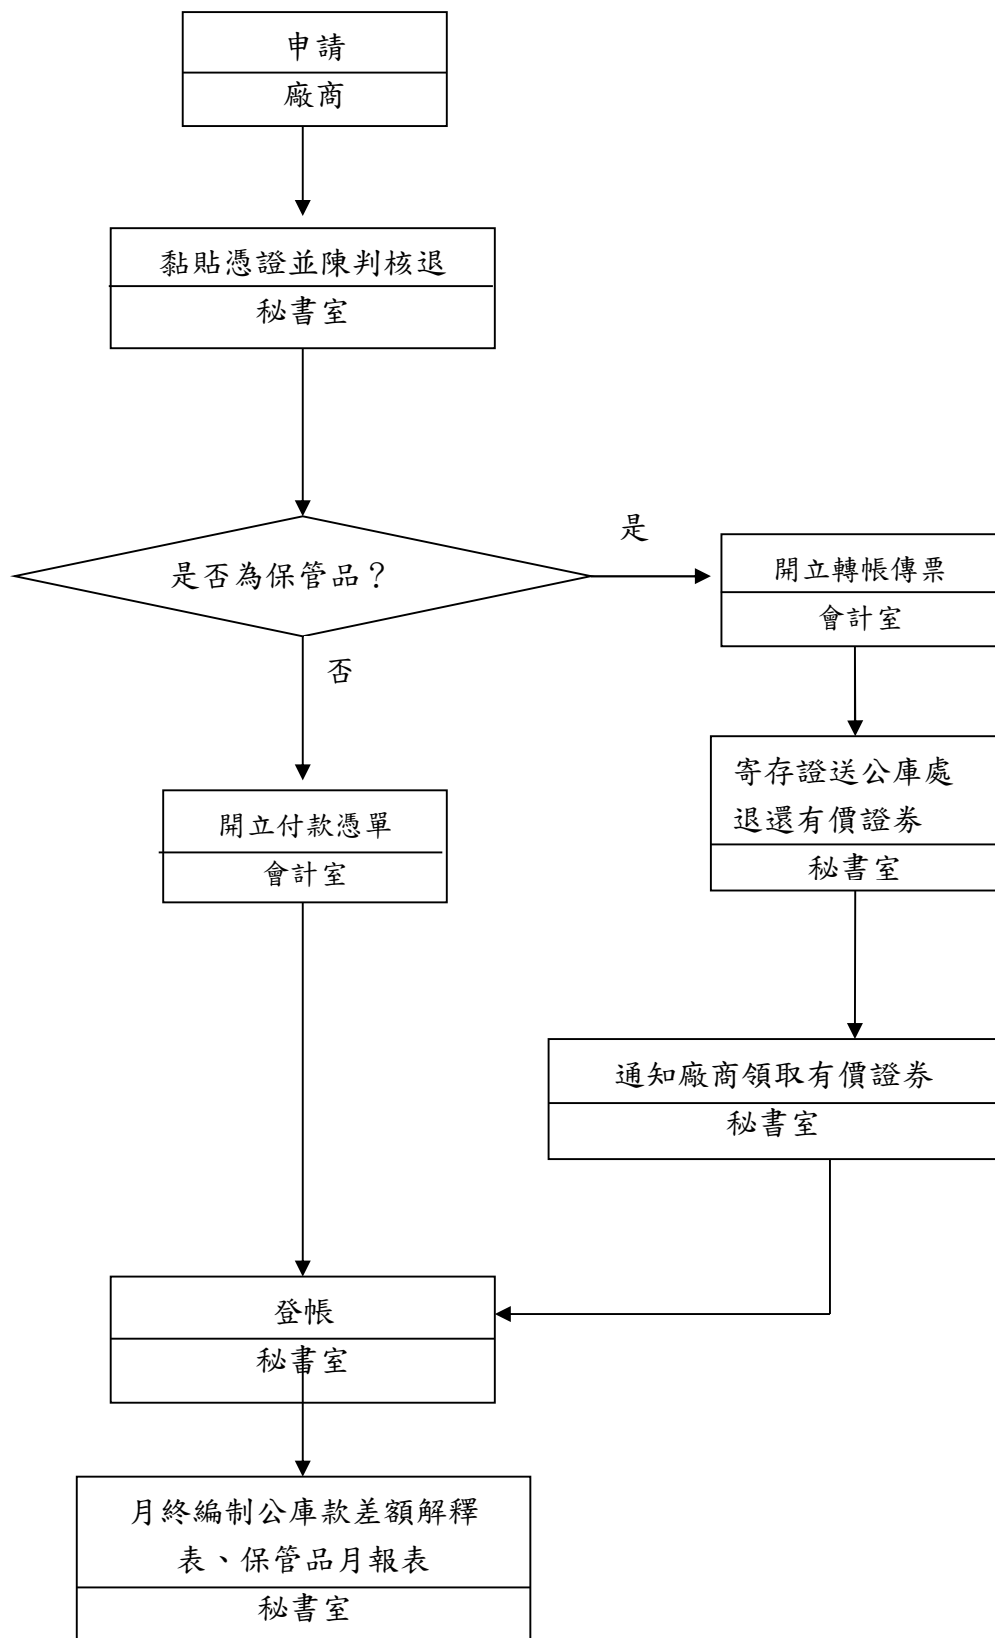 申請
廠商
黏貼憑證並陳判核退
秘書室
是否為保管品？
是
開立轉帳傳票
會計室
否
寄存證送公庫處
退還有價證券
秘書室
開立付款憑單
會計室
通知廠商領取有價證券
秘書室
登帳
秘書室
月終編制公庫款差額解釋
表、保管品月報表
秘書室